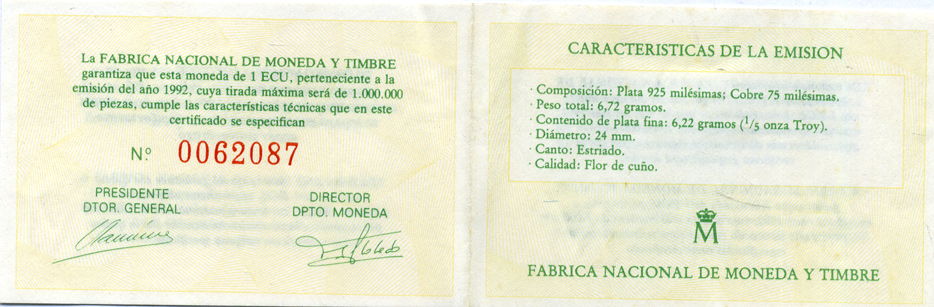 La FABRICA NACIONAL DE MONEDA Y TIMBRE
garantiza que esta moneda de 1 ECU, perteneciente a la
emisión del año 1992, cuya tirada máxima será de 1.000.000
de piezas, cumple las características técnicas que en este
certificado se especifican
N.º 0062087
PRESIDENTE
DTOR. GENERAL
DIRECTOR
DPTO. MONEDA
CARACTERISTICAS DE LA EMISION
· Composición: Plata 925 milésimas; Cobre 75 milésimas.
· Peso total: 6,72 gramos.
· Contenido de plata fina: 6,22 gramos (1/5 onza Troy).
· Diámetro: 24 mm.
· Canto: Estriado.
· Calidad: Flor de cuño.
M
FABRICA NACIONAL DE MONEDA Y TIMBRE